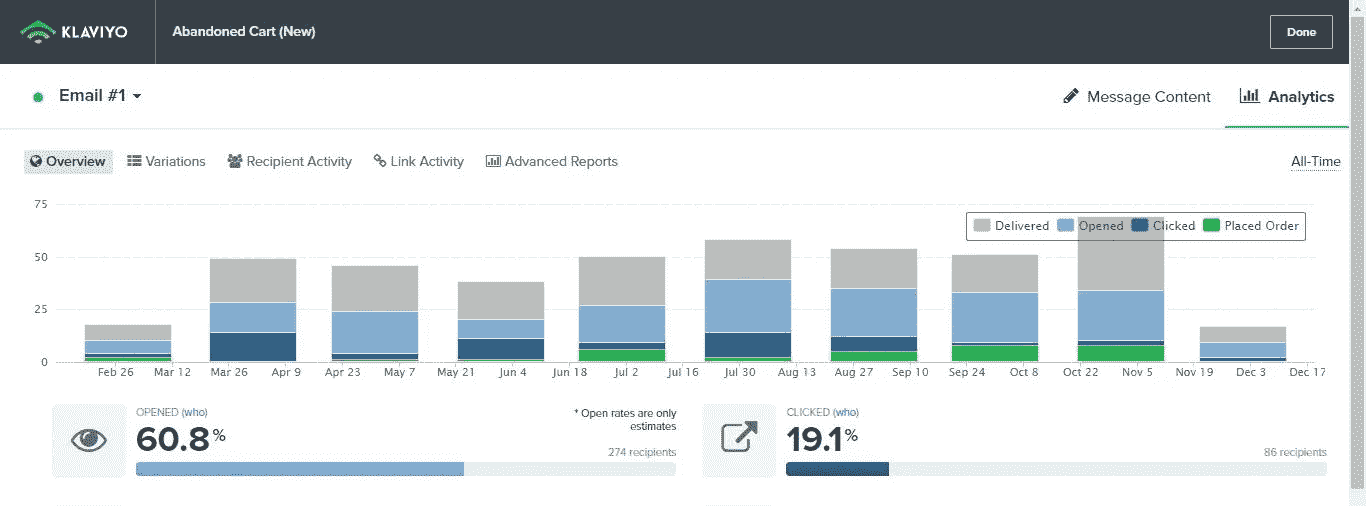 KLAVIYO Abandoned Cart (New) Done
Email #1 Message Content Analytics
Overview Variations Recipient Activity Link Activity Advanced Reports All-Time
75
Delivered Opened Clicked Placed Order
50
25
0
Feb 26 Mar 12 Mar 26 Apr 9 Apr 23 May 7 May 21 Jun 4 Jun 18 Jul 2 Jul 16 Jul 30 Aug 13 Aug 27 Sep 10 Sep 24 Oct 8 Oct 22 Nov 5 Nov 19 Dec 3 Dec 17
OPENED (who)
60.8%
* Open rates are only
estimates
274 recipients
CLICKED (who)
19.1%
86 recipients